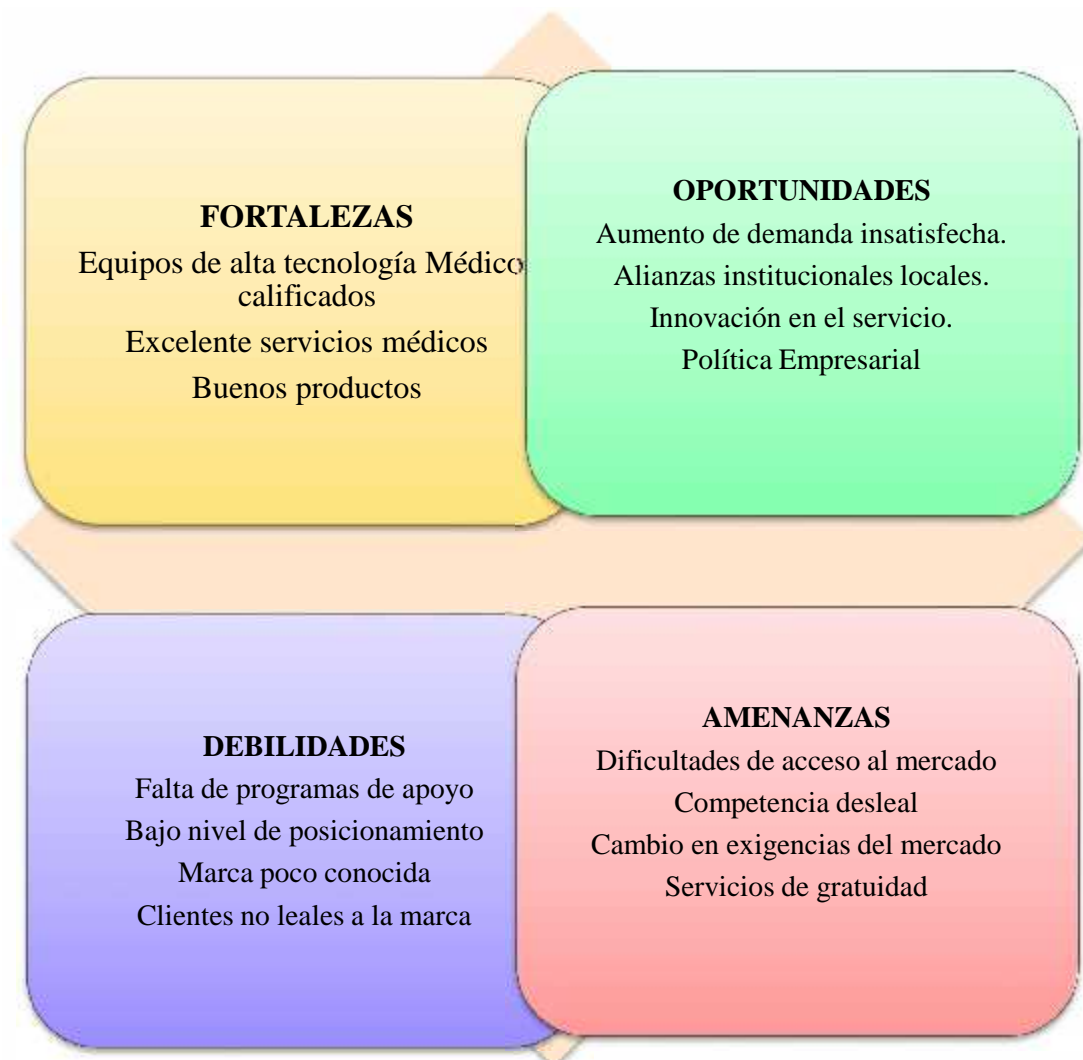 FORTALEZAS
Equipos de alta tecnología Médico
calificados
Excelente servicios médicos
Buenos productos
OPORTUNIDADES
Aumento de demanda insatisfecha.
Alianzas institucionales locales.
Innovación en el servicio.
Política Empresarial
DEBILIDADES
Falta de programas de apoyo
Bajo nivel de posicionamiento
Marca poco conocida
Clientes no leales a la marca
AMENANZAS
Dificultades de acceso al mercado
Competencia desleal
Cambio en exigencias del mercado
Servicios de gratuidad